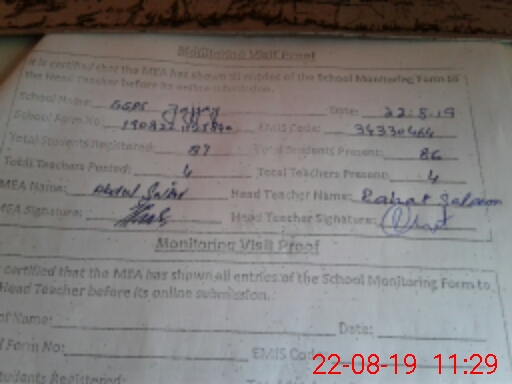 Monitoring Visit Proof
It is certified that the MEA has shown all entries of the School Monitoring Form to
the Head Teacher before its online submission.
School Name: GGPS Date: 22.8.19
School Form No: EMIS Code: 34330464
Total Students Registered: 87 Total Students Present: 86
Total Teachers Posted: 4 Total Teachers Present: 4
MEA Name: Abdul Head Teacher Name: Rahat
MEA Signature: Head Teacher Signature:
Monitoring Visit Proof
certified that the MEA has shown all entries of the School Monitoring Form to
Head Teacher before its online submission.
Name: Date:
Form No: EMIS Code
Students Registered:
22-08-19 11:29